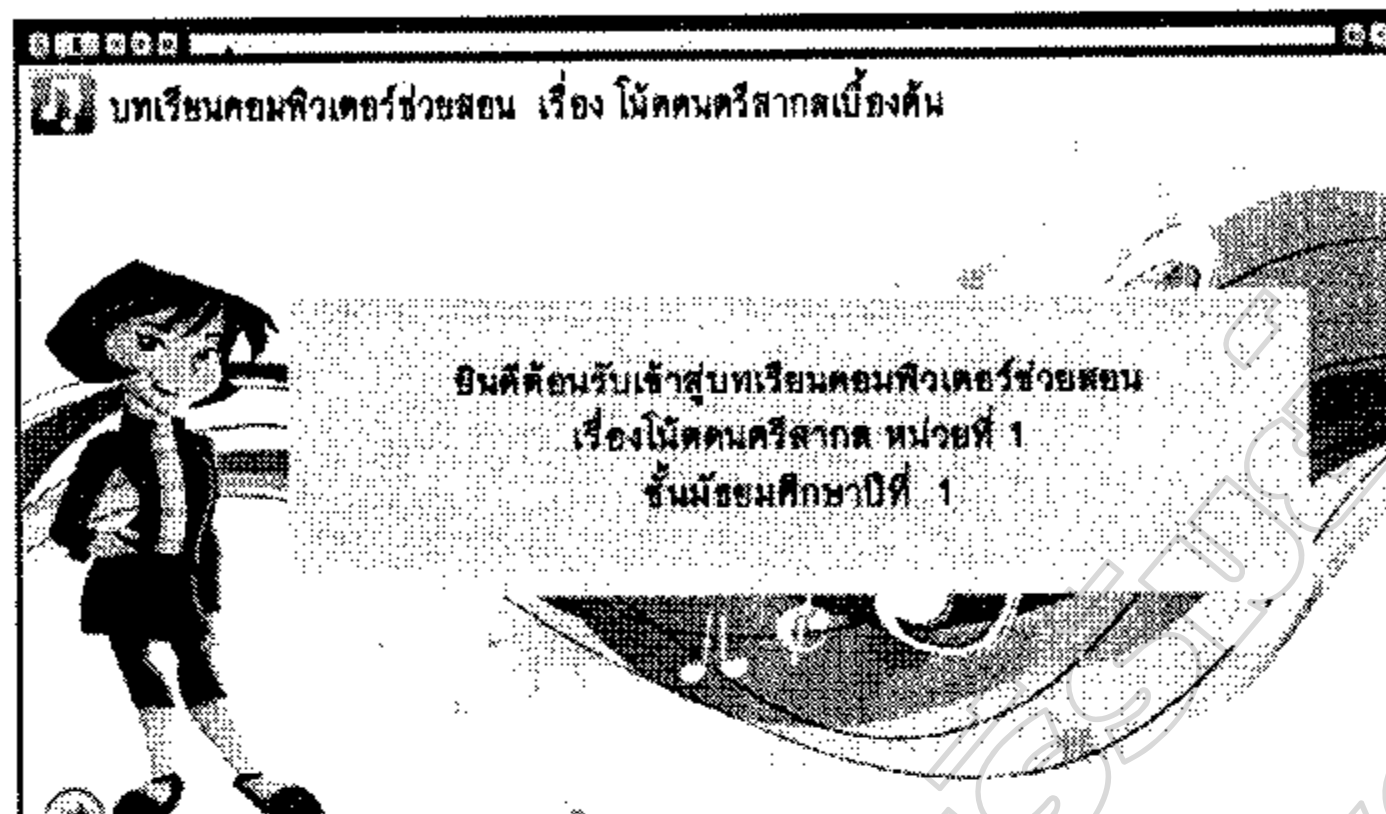 บทเรียนคอมพิวเตอร์ช่วยสอน เรื่อง โน้ตดนตรีสากลเบื้องต้น
ยินดีต้อนรับเข้าสู่บทเรียนคอมพิวเตอร์ช่วยสอน
เรื่องโน้ตดนตรีสากล หน่วยที่ 1
ชั้นมัธยมศึกษาปีที่ 1